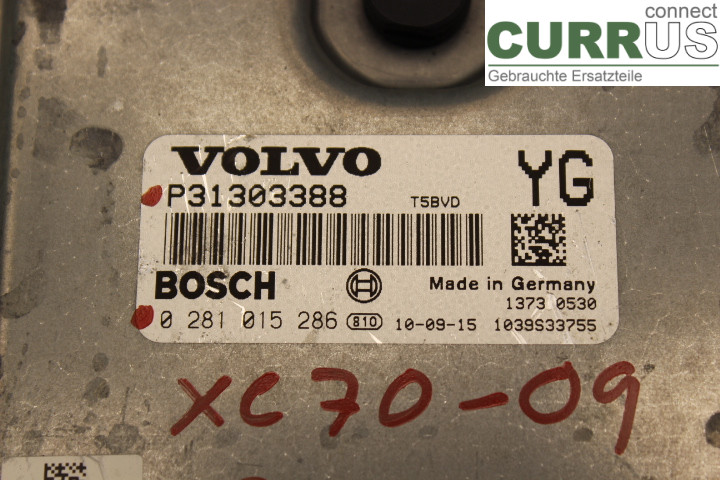 connect
CURRUS
Gebrauchte Ersatzteile
VOLVO YG
P31303388 T5BVD
BOSCH Made in Germany
1373 0530
0 281 015 286 810 10-09-15 1039S33755
XC70-09